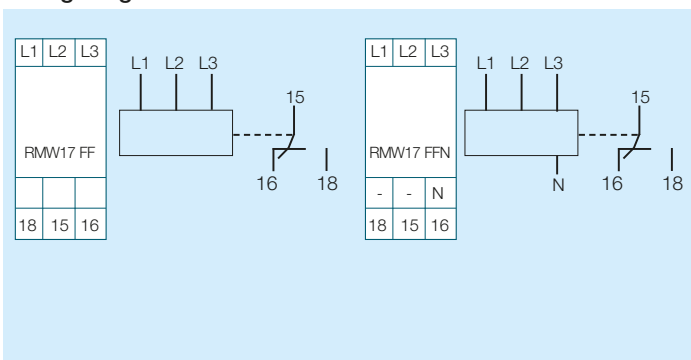 L1 L2 L3
RMW17 FF
18 15 16
L1 L2 L3
15
16 18
L1 L2 L3
RMW17 FFN
- - N
18 15 16
L1 L2 L3
15
N 16 18